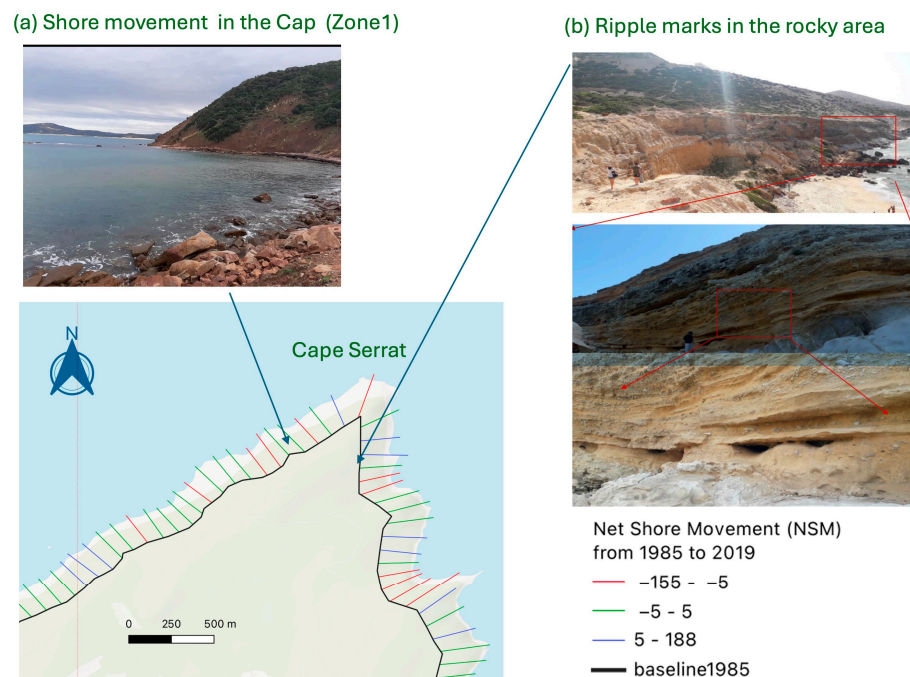 (a) Shore movement in the Cap (Zone1)
(b) Ripple marks in the rocky area
N
Cape Serrat
0 250 500 m
Net Shore Movement (NSM)
from 1985 to 2019
−155 - −5
−5 - 5
5 - 188
baseline1985